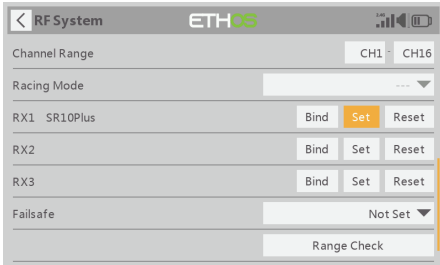 RF System ETHOS
Channel Range CH1 - CH16
Racing Mode ---
RX1 SR10Plus Bind Set Reset
RX2 Bind Set Reset
RX3 Bind Set Reset
Failsafe Not Set
Range Check